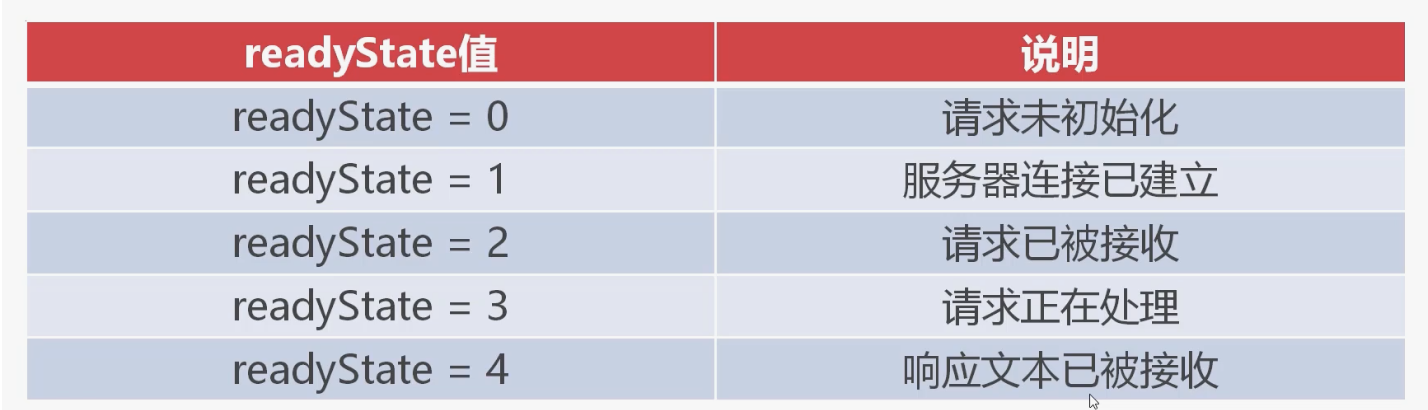 readyState值 说明
readyState = 0 请求未初始化
readyState = 1 服务器连接已建立
readyState = 2 请求已被接收
readyState = 3 请求正在处理
readyState = 4 响应文本已被接收